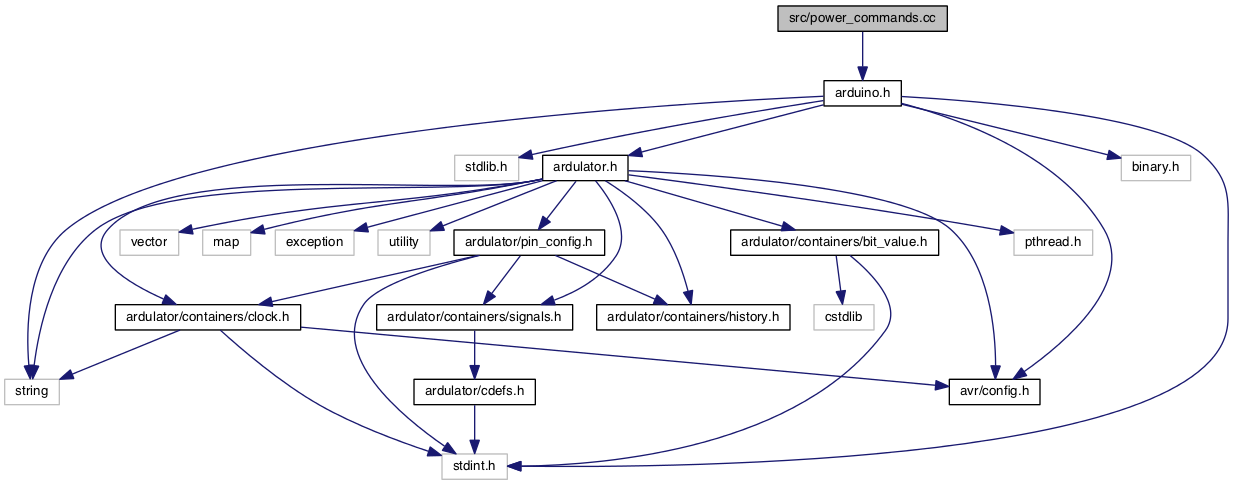 src/power_commands.cc
arduino.h
stdlib.h
ardulator.h
binary.h
vector
map
exception
utility
ardulator/pin_config.h
ardulator/containers/bit_value.h
pthread.h
ardulator/containers/clock.h
ardulator/containers/signals.h
ardulator/containers/history.h
cstdlib
string
ardulator/cdefs.h
avr/config.h
stdint.h